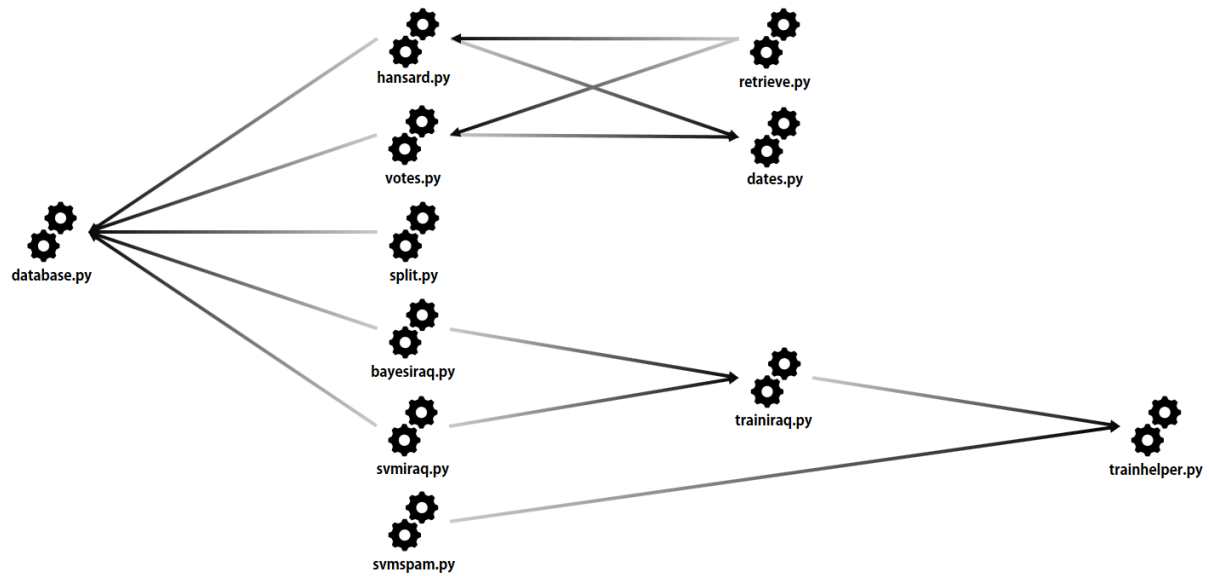 hansard.py
retrieve.py
votes.py
dates.py
database.py
split.py
bayesiraq.py
trainiraq.py
svmiraq.py
trainhelper.py
svmspam.py